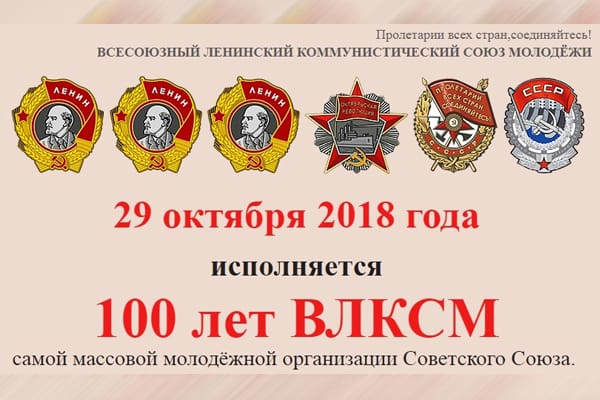 Пролетарии всех стран,соединяйтесь!
ВСЕСОЮЗНЫЙ ЛЕНИНСКИЙ КОММУНИСТИЧЕСКИЙ СОЮЗ МОЛОДЁЖИ
ЛЕНИН ЛЕНИН ЛЕНИН
ОКТЯБРЬСКАЯ РЕВОЛЮЦИЯ
ПРОЛЕТАРИИ ВСЕХ СТРАН СОЕДИНЯЙТЕСЬ!
СССР
СССР
29 октября 2018 года
исполняется
100 лет ВЛКСМ
самой массовой молодёжной организации Советского Союза.